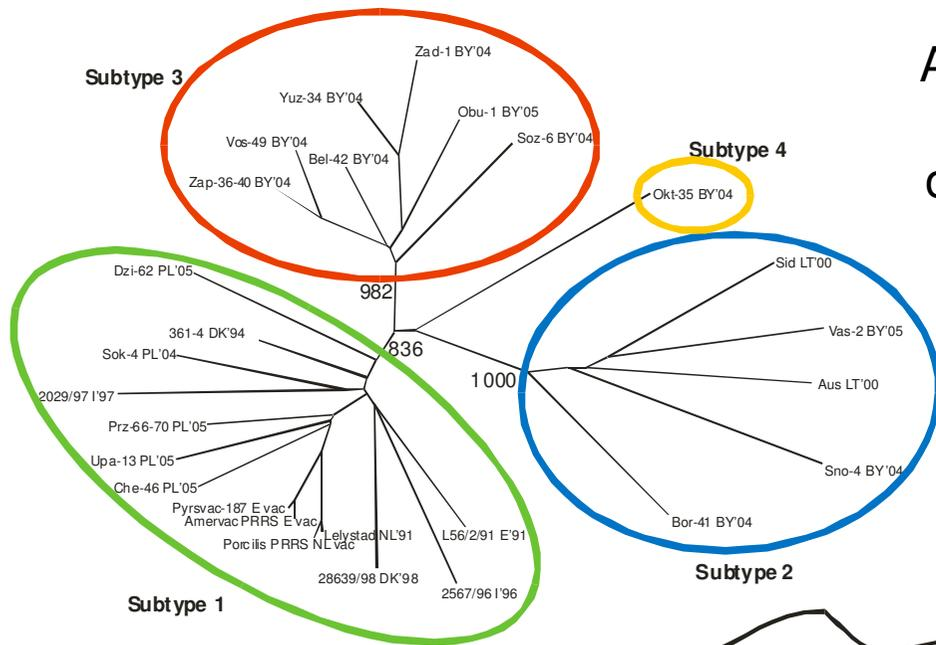 A
Zad-1 BY'04
Subtype 3
Yuz-34 BY'04
Obu-1 BY'05
Soz-6 BY'04
Vos-49 BY'04
Bel-42 BY'04
Zap-36-40 BY'04
Subtype 4
Okt-35 BY'04
Dzi-62 PL'05
982
Sid LT'00
361-4 DK'94
836
Vas-2 BY'05
Sok-4 PL'04
1000
Aus LT'00
2029/97 I'97
Prz-66-70 PL'05
Upa-13 PL'05
Sno-4 BY'04
Che-46 PL'05
Pyrsvac-187 E vac
Amervac PRRS E vac
Bor-41 BY'04
Lelystad NL'91
L56/2/91 E'91
Porcilis PRRS NL vac
28639/98 DK'98
Subtype 2
2567/96 I'96
Subtype 1